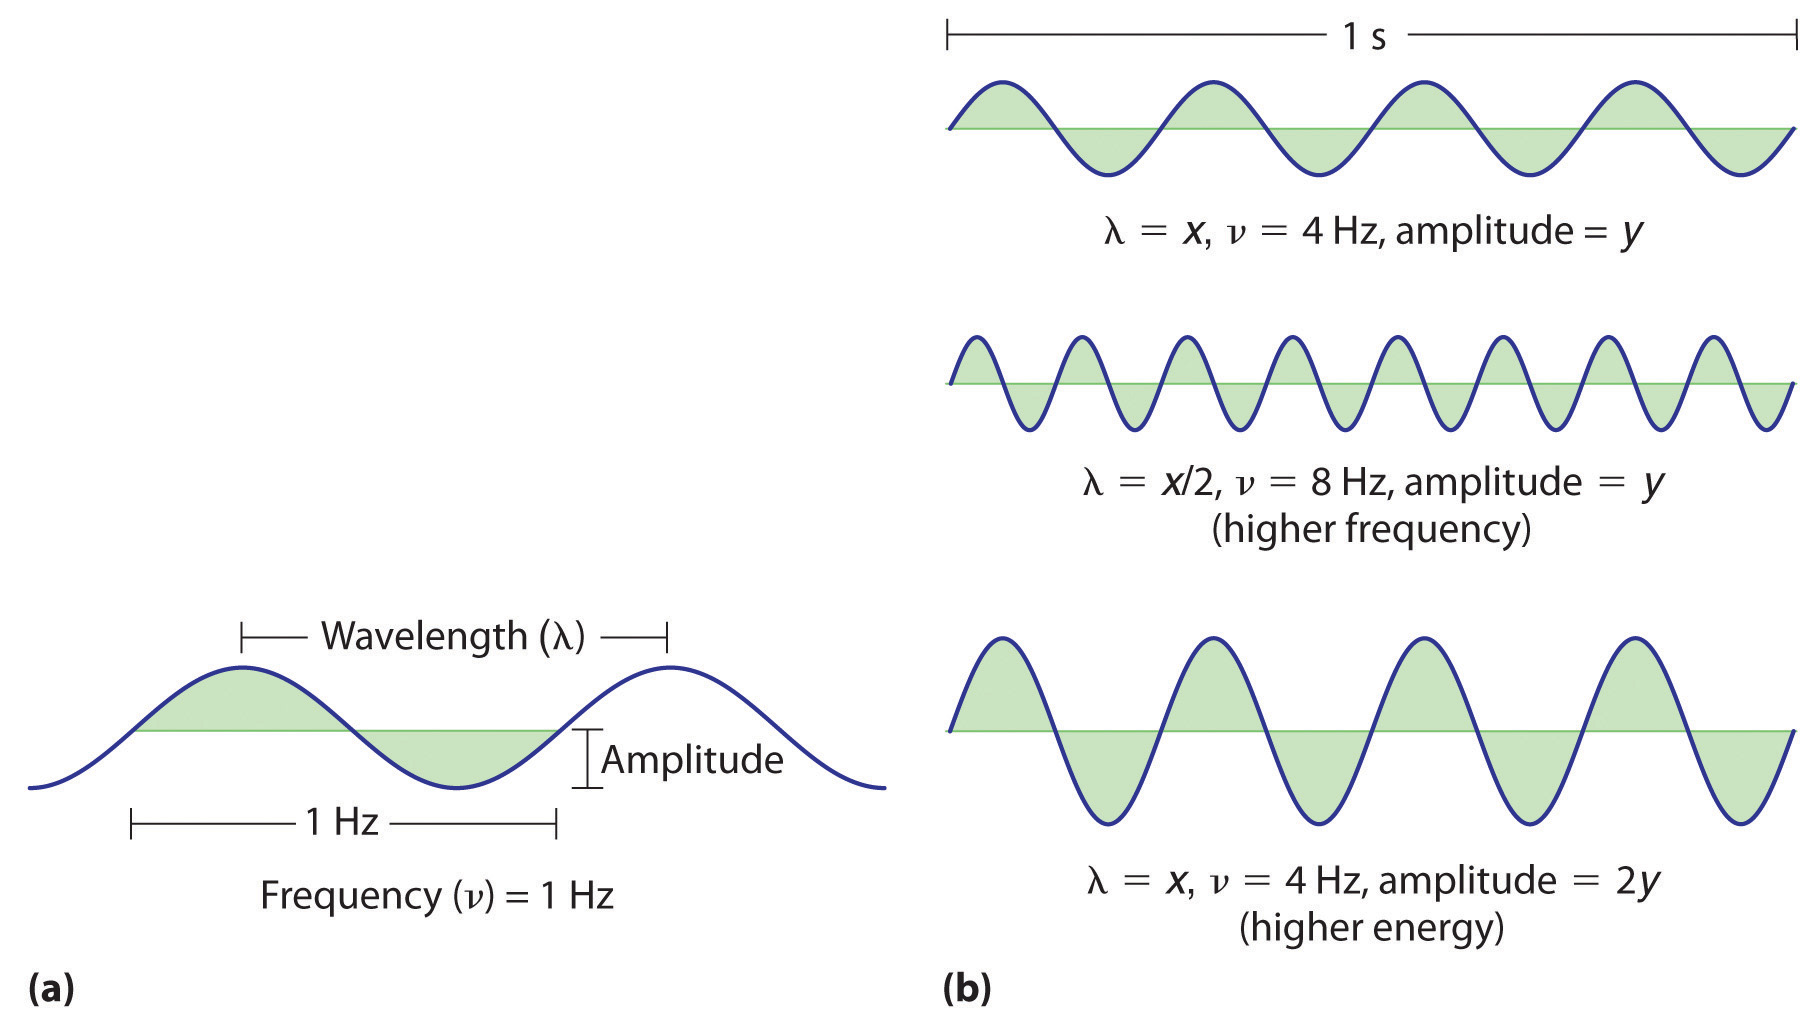 Wavelength (λ)
Amplitude
1 Hz
Frequency (ν) = 1 Hz
(a)
1 s
λ = x, ν = 4 Hz, amplitude = y
λ = x/2, ν = 8 Hz, amplitude = y
(higher frequency)
λ = x, ν = 4 Hz, amplitude = 2y
(higher energy)
(b)